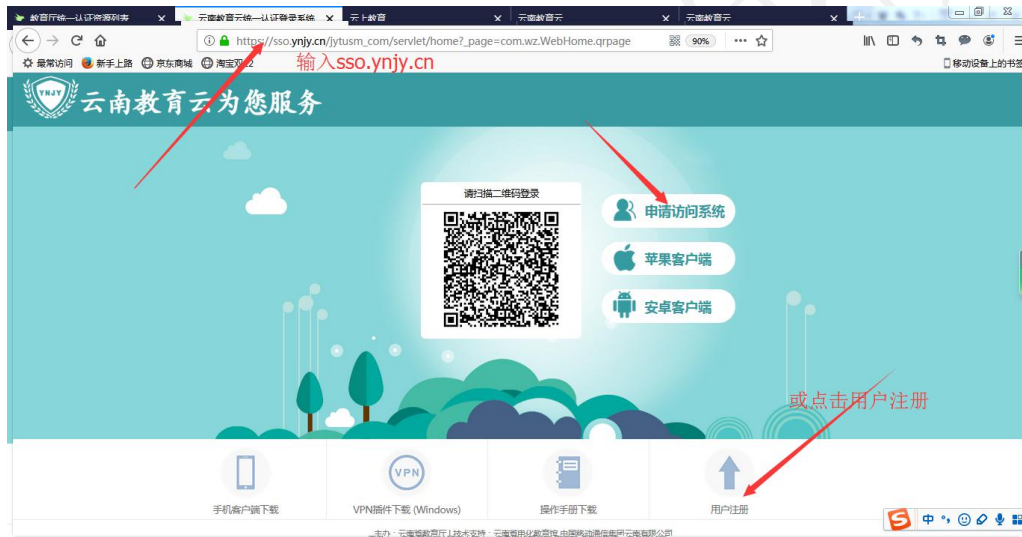 教育厅统一认证资源列表
云南教育云统一认证登录系统
云上教育
云南教育云
云南教育云
https://sso.ynjy.cn/jytusm_com/servlet/home?_page=com.wz.WebHome.qrpage
90%
最常访问
新手上路
京东商城
移动设备上的书签
输入sso.ynjy.cn
YNJY
云南教育云为您服务
请扫描二维码登录
申请访问系统
苹果客户端
安卓客户端
或点击用户注册
VPN
手机客户端下载
VPN插件下载 (Windows)
操作手册下载
用户注册
中